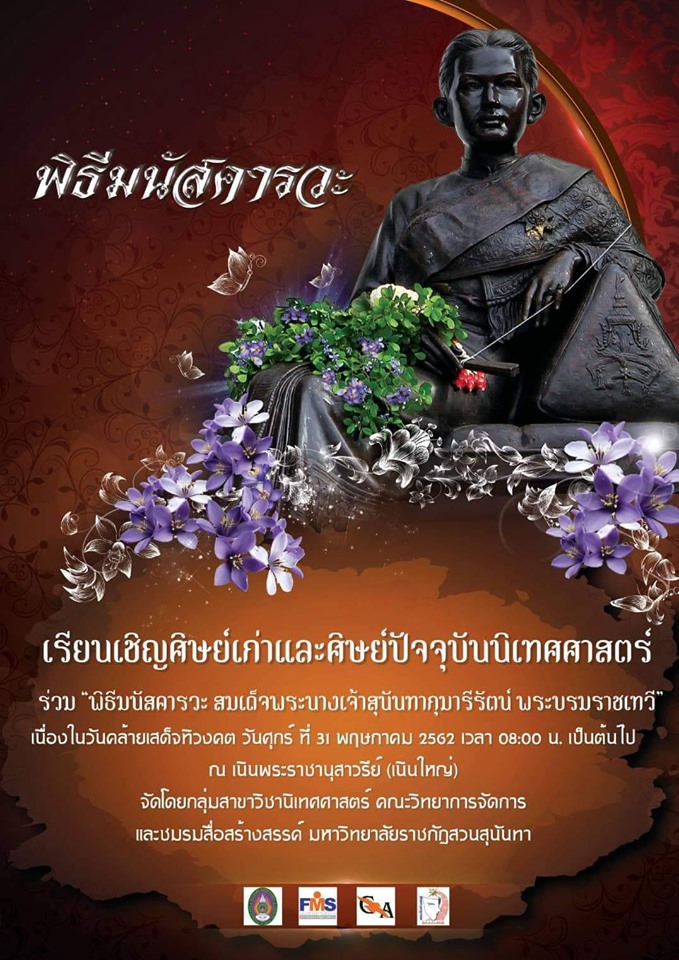 พิธีมนัสคารวะ
เรียนเชิญศิษย์เก่าและศิษย์ปัจจุบันนิเทศศาสตร์
ร่วม "พิธีมนัสคารวะ สมเด็จพระนางเจ้าสุนันทากุมารีรัตน์ พระบรมราชเทวี"
เนื่องในวันคล้ายเสด็จทิวงคต วันศุกร์ ที่ 31 พฤษภาคม 2562 เวลา 08:00 น. เป็นต้นไป
ณ เนินพระราชานุสาวรีย์ (เนินใหญ่)
จัดโดยกลุ่มสาขาวิชานิเทศศาสตร์ คณะวิทยาการจัดการ
และชมรมสื่อสร้างสรรค์ มหาวิทยาลัยราชภัฏสวนสุนันทา
FMS CA